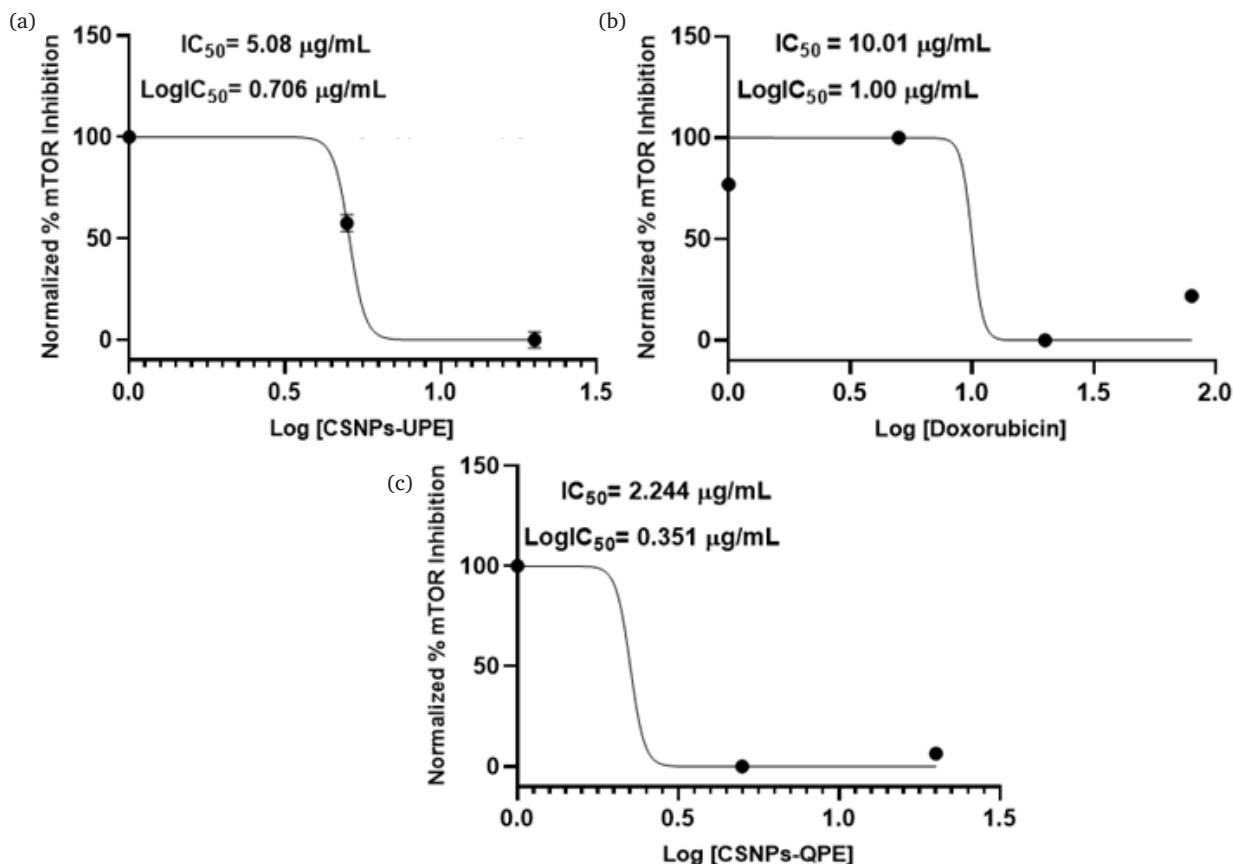 (a)
IC50= 5.08 µg/mL
LogIC50= 0.706 µg/mL
Normalized % mTOR Inhibition
150
100
50
0
0.0 0.5 1.0 1.5
Log [CSNPs-UPE]
(b)
IC50 = 10.01 µg/mL
LogIC50= 1.00 µg/mL
Normalized % mTOR Inhibition
150
100
50
0
0.0 0.5 1.0 1.5 2.0
Log [Doxorubicin]
(c)
IC50= 2.244 µg/mL
LogIC50= 0.351 µg/mL
Normalized % mTOR Inhibition
150
100
50
0
0.0 0.5 1.0 1.5
Log [CSNPs-QPE]